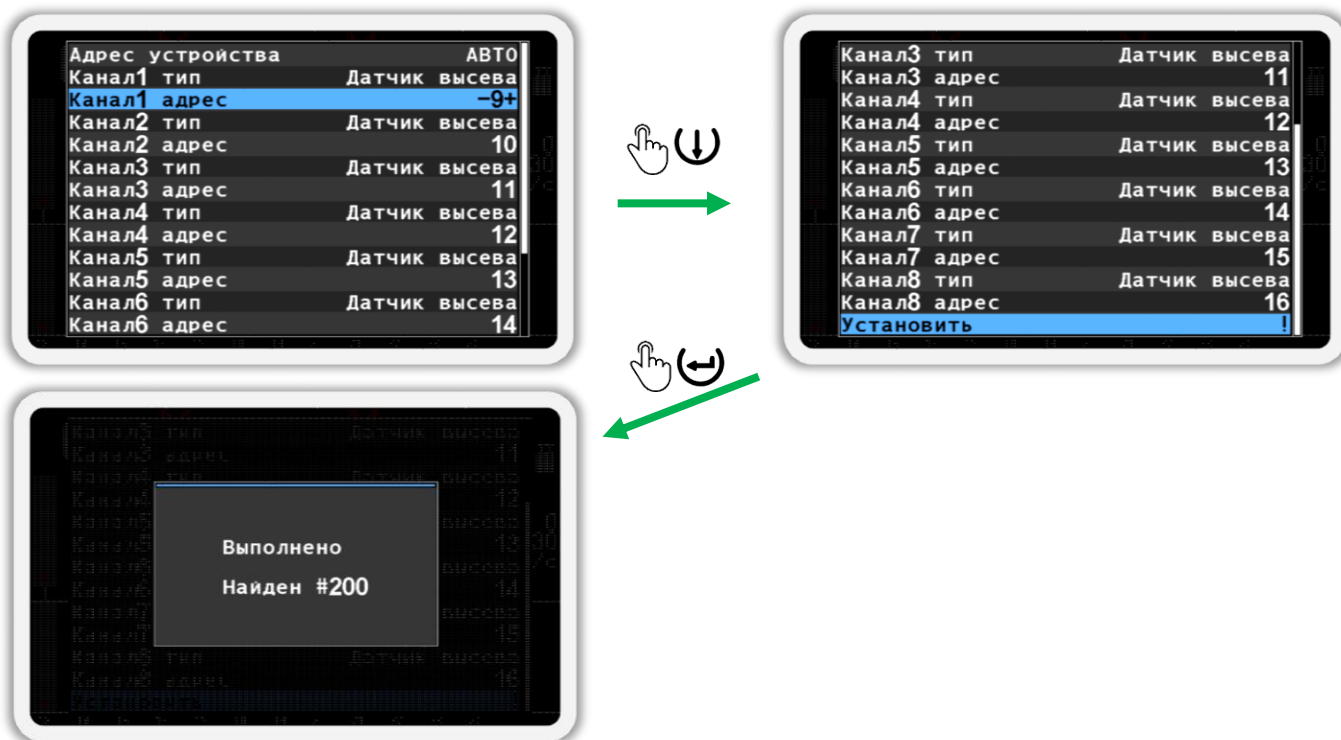 Адрес устройства АВТО
Канал1 тип Датчик высева
Канал1 адрес −9+
Канал2 тип Датчик высева
Канал2 адрес 10
Канал3 тип Датчик высева
Канал3 адрес 11
Канал4 тип Датчик высева
Канал4 адрес 12
Канал5 тип Датчик высева
Канал5 адрес 13
Канал6 тип Датчик высева
Канал6 адрес 14
Канал3 тип Датчик высева
Канал3 адрес 11
Канал4 тип Датчик высева
Канал4 адрес 12
Канал5 тип Датчик высева
Канал5 адрес 13
Канал6 тип Датчик высева
Канал6 адрес 14
Канал7 тип Датчик высева
Канал7 адрес 15
Канал8 тип Датчик высева
Канал8 адрес 16
Установить !
Выполнено
Найден #200